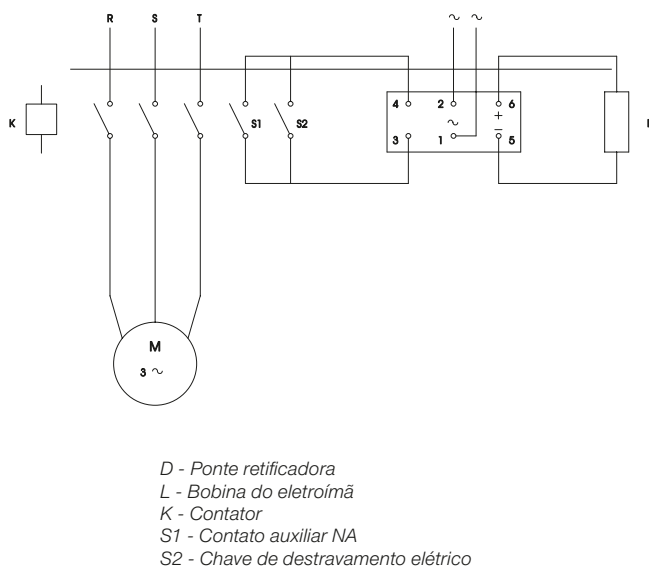 R S T ~ ~
4 2 6
K S1 S2 ~ +
3 1 – 5
M
3 ~
D - Ponte retificadora
L - Bobina do eletroímã
K - Contator
S1 - Contato auxiliar NA
S2 - Chave de destravamento elétrico